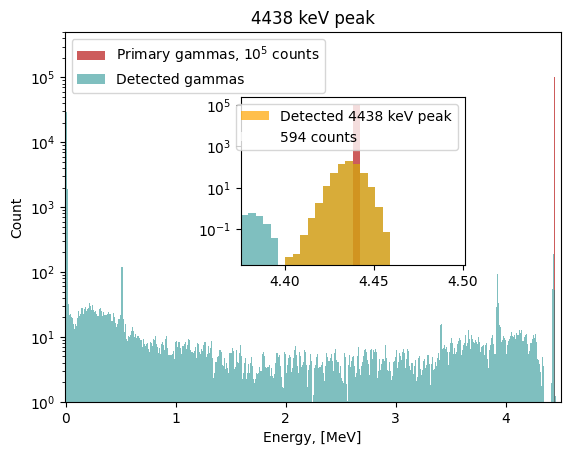 4438 keV peak
Primary gammas, 10⁵ counts
Detected gammas
Detected 4438 keV peak
594 counts
10⁵
10³
10¹
10⁻¹
4.40 4.45 4.50
10⁵
10⁴
10³
10²
10¹
10⁰
Count
0 1 2 3 4
Energy, [MeV]